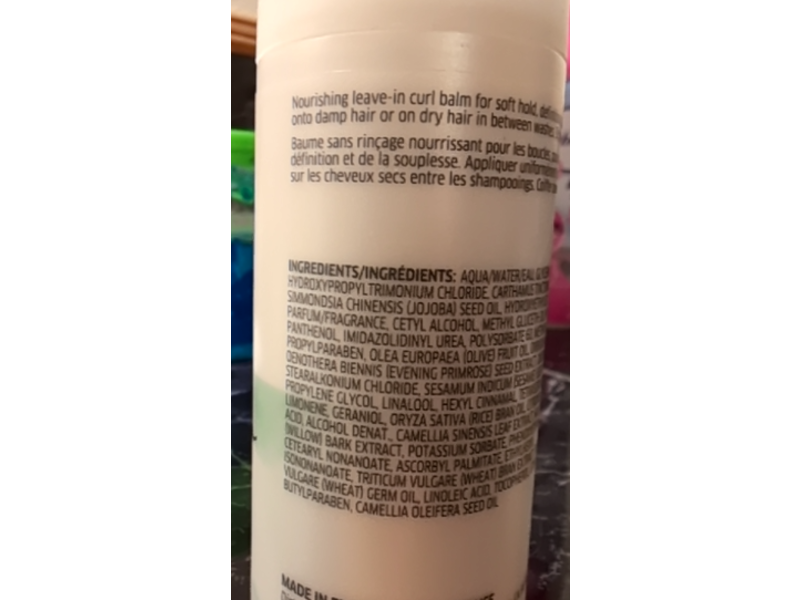 Nourishing leave-in curl balm for soft hold,
onto damp hair or on dry hair in between
Baume sans rinçage nourrissant pour les boucles,
définition et de la souplesse. Appliquer
sur les cheveux secs entre les shampooings.
INGREDIENTS/INGRÉDIENTS: AQUA/WATER/EAU,
HYDROXYPROPYLTRIMONIUM CHLORIDE,
SIMMONDSIA CHINENSIS (JOJOBA) SEED OIL,
PARFUM/FRAGRANCE, CETYL ALCOHOL, METHYL
PANTHENOL, IMIDAZOLIDINYL UREA, POLYSORBATE 60,
PROPYLPARABEN, OLEA EUROPAEA (OLIVE) FRUIT OIL,
OENOTHERA BIENNIS (EVENING PRIMROSE) SEED
STEARALKONIUM CHLORIDE, SESAMUM INDICUM
PROPYLENE GLYCOL, LINALOOL, HEXYL CINNAMAL,
LIMONENE, GERANIOL, ORYZA SATIVA (RICE) BRAN OIL,
ACID, ALCOHOL DENAT., CAMELLIA SINENSIS LEAF
(WILLOW) BARK EXTRACT, POTASSIUM SORBATE,
CETEARYL NONANOATE, ASCORBYL PALMITATE,
ISONONANOATE, TRITICUM VULGARE (WHEAT) BRAN
VULGARE (WHEAT) GERM OIL, LINOLEIC ACID,
BUTYLPARABEN, CAMELLIA OLEIFERA SEED OIL
MADE IN